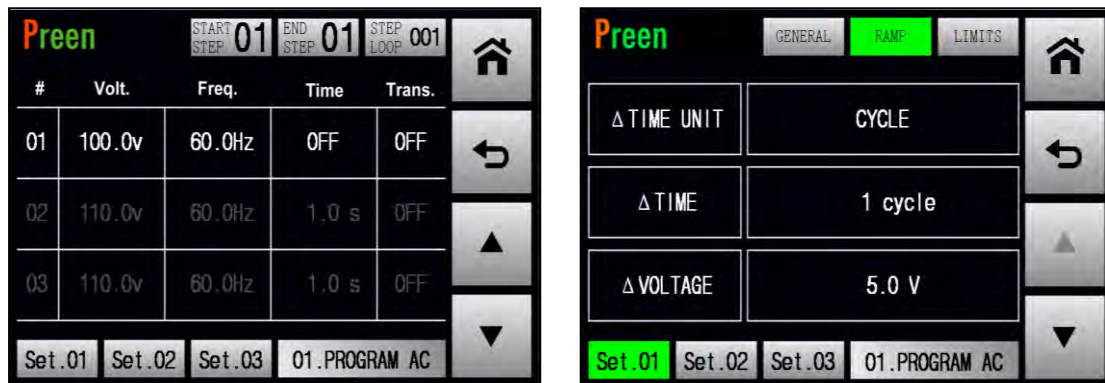 Preen START STEP 01 END STEP 01 STEP LOOP 001
# Volt. Freq. Time Trans.
01 100.0v 60.0Hz OFF OFF
02 110.0v 60.0Hz 1.0 s OFF
03 110.0v 60.0Hz 1.0 s OFF
Set.01 Set.02 Set.03 01.PROGRAM AC
Preen GENERAL RAMP LIMITS
ΔTIME UNIT CYCLE
ΔTIME 1 cycle
ΔVOLTAGE 5.0 V
Set.01 Set.02 Set.03 01.PROGRAM AC